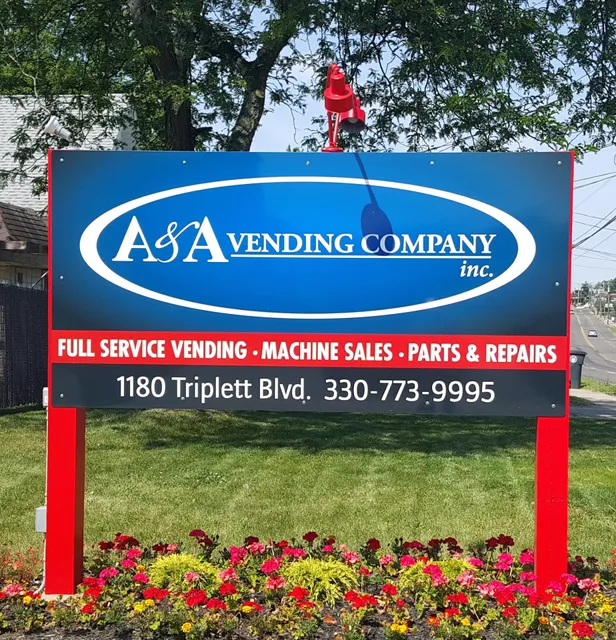 A&A VENDING COMPANY
inc.
FULL SERVICE VENDING · MACHINE SALES · PARTS & REPAIRS
1180 Triplett Blvd. 330-773-9995